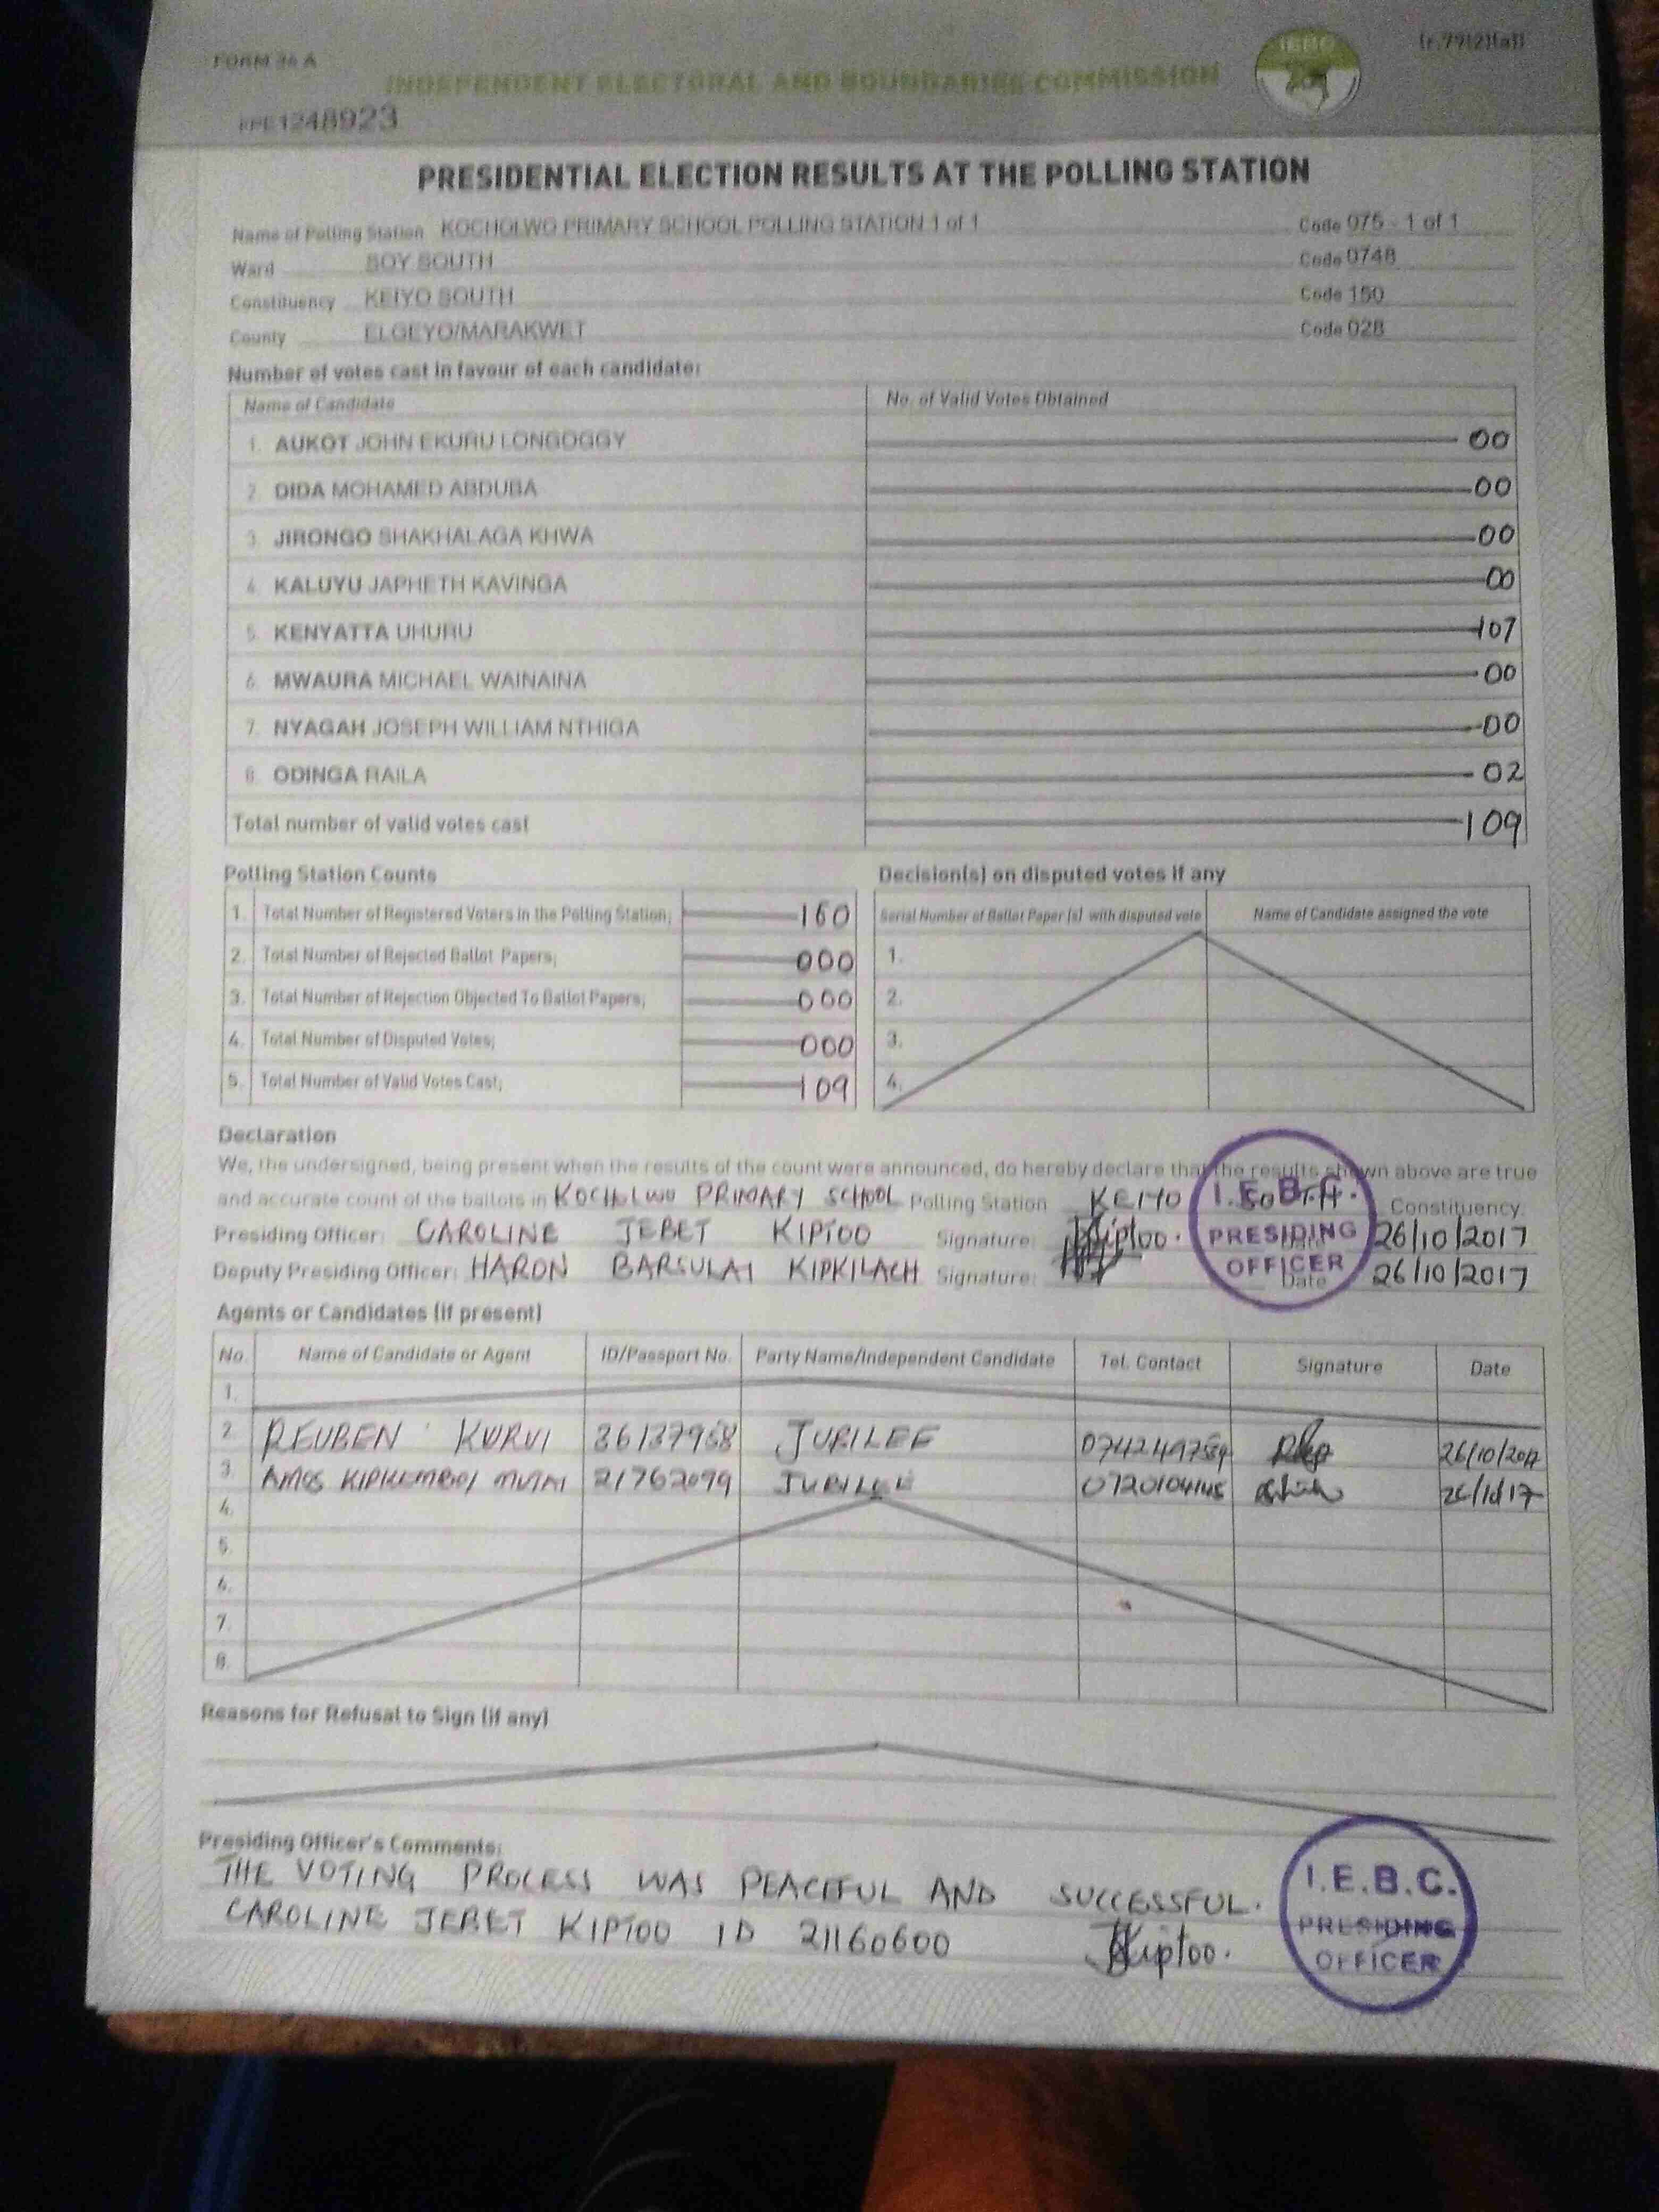 FORM 34 A
(r.79(2)(a))
INDEPENDENT ELECTORAL AND BOUNDARIES COMMISSION
IEBC
1248923
PRESIDENTIAL ELECTION RESULTS AT THE POLLING STATION
Name of Polling Station KOCHOLWO PRIMARY SCHOOL POLLING STATION 1 of 1 Code 075 - 1 of 1
Ward SOY SOUTH Code 0748
Constituency KEIYO SOUTH Code 150
County ELGEYO/MARAKWET Code 028
Number of votes cast in favour of each candidate:
Name of Candidate No. of Valid Votes Obtained
1. AUKOT JOHN EKURU LONGOGGY 00
2. DIDA MOHAMED ABDUBA 00
3. JIRONGO SHAKHALAGA KHWA 00
4. KALUYU JAPHETH KAVINGA 00
5. KENYATTA UHURU 107
6. MWAURA MICHAEL WAINAINA 00
7. NYAGAH JOSEPH WILLIAM NTHIGA 00
8. ODINGA RAILA 02
Total number of valid votes cast 109
Polling Station Counts
1. Total Number of Registered Voters in the Polling Station; 160
2. Total Number of Rejected Ballot Papers; 000
3. Total Number of Rejection Objected To Ballot Papers; 000
4. Total Number of Disputed Votes; 000
5. Total Number of Valid Votes Cast; 109
Decision(s) on disputed votes if any
Serial Number of Ballot Paper (s) with disputed vote Name of Candidate assigned the vote
1.
2.
3.
4.
Declaration
We, the undersigned, being present when the results of the count were announced, do hereby declare that the results shown above are true
and accurate count of the ballots in KOCHLWO PRIMARY SCHOOL Polling Station KEIYO SOUTH Constituency.
Presiding Officer: CAROLINE JEBET KIPTOO Signature: Kiptoo. Date 26/10/2017
Deputy Presiding Officer: HARON BARSULAI KIPKILACH Signature: Date 26/10/2017
I.E.B.C.
PRESIDING
OFFICER
Agents or Candidates (if present)
No. Name of Candidate or Agent ID/Passport No. Party Name/Independent Candidate Tel. Contact Signature Date
1.
2. REUBEN KURUI 36137958 JUBILEE 0742249759 26/10/2017
3. AMOS KIPKEMBOI MUTAI 21762099 JUBILEE 0720104145 26/10/17
4.
5.
6.
7.
8.
Reasons for Refusal to Sign (if any)
Presiding Officer's Comments:
THE VOTING PROCESS WAS PEACEFUL AND SUCCESSFUL.
CAROLINE JEBET KIPTOO ID 21160600 Kiptoo.
I.E.B.C.
PRESIDING
OFFICER